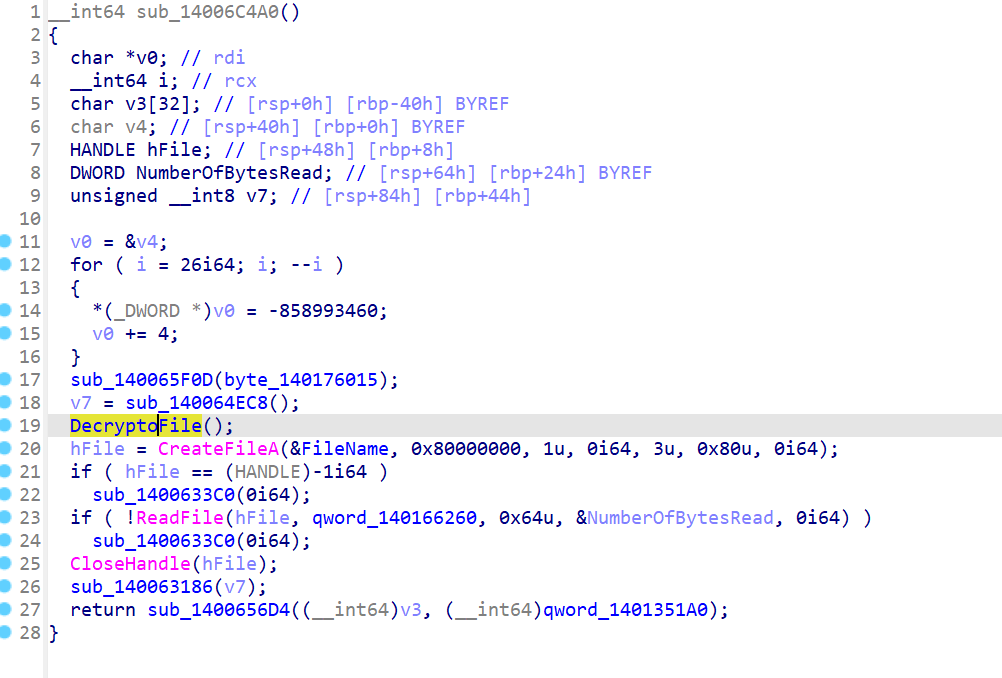 1 __int64 sub_14006C4A0()
2 {
3 char *v0; // rdi
4 __int64 i; // rcx
5 char v3[32]; // [rsp+0h] [rbp-40h] BYREF
6 char v4; // [rsp+40h] [rbp+0h] BYREF
7 HANDLE hFile; // [rsp+48h] [rbp+8h]
8 DWORD NumberOfBytesRead; // [rsp+64h] [rbp+24h] BYREF
9 unsigned __int8 v7; // [rsp+84h] [rbp+44h]
10
11 v0 = &v4;
12 for ( i = 26i64; i; --i )
13 {
14 *(_DWORD *)v0 = -858993460;
15 v0 += 4;
16 }
17 sub_140065F0D(byte_140176015);
18 v7 = sub_140064EC8();
19 DecryptoFile();
20 hFile = CreateFileA(&FileName, 0x80000000, 1u, 0i64, 3u, 0x80u, 0i64);
21 if ( hFile == (HANDLE)-1i64 )
22 sub_1400633C0(0i64);
23 if ( !ReadFile(hFile, qword_140166260, 0x64u, &NumberOfBytesRead, 0i64) )
24 sub_1400633C0(0i64);
25 CloseHandle(hFile);
26 sub_140063186(v7);
27 return sub_1400656D4((__int64)v3, (__int64)qword_1401351A0);
28 }